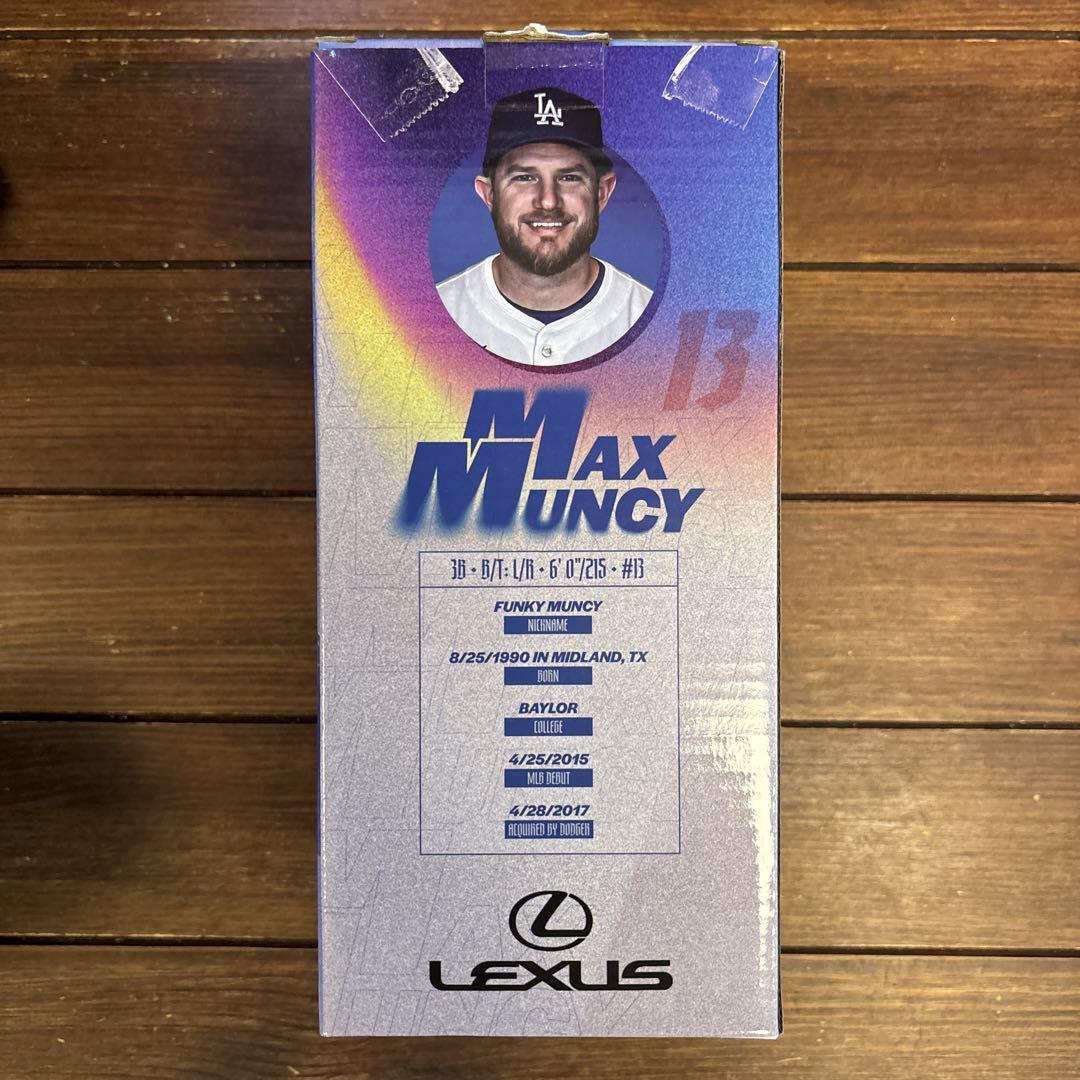 LA
13
MAX
MUNCY
3B • B/T: L/R • 6' 0"/215 • #13
FUNKY MUNCY
NICKNAME
8/25/1990 IN MIDLAND, TX
BORN
BAYLOR
COLLEGE
4/25/2015
MLB DEBUT
4/28/2017
ACQUIRED BY DODGER
LEXUS